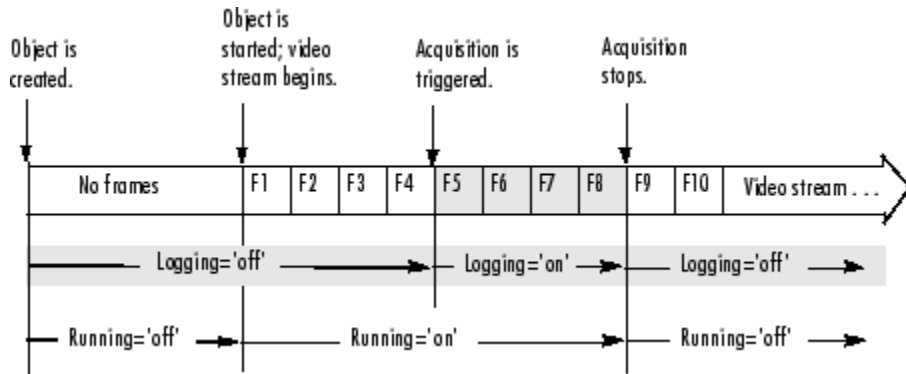 Object is
created.
Object is
started; video
stream begins.
Acquisition is
triggered.
Acquisition
stops.
No frames
F1
F2
F3
F4
F5
F6
F7
F8
F9
F10
Video stream . . .
Logging='off'
Logging='on'
Logging='off'
Running='off'
Running='on'
Running='off'